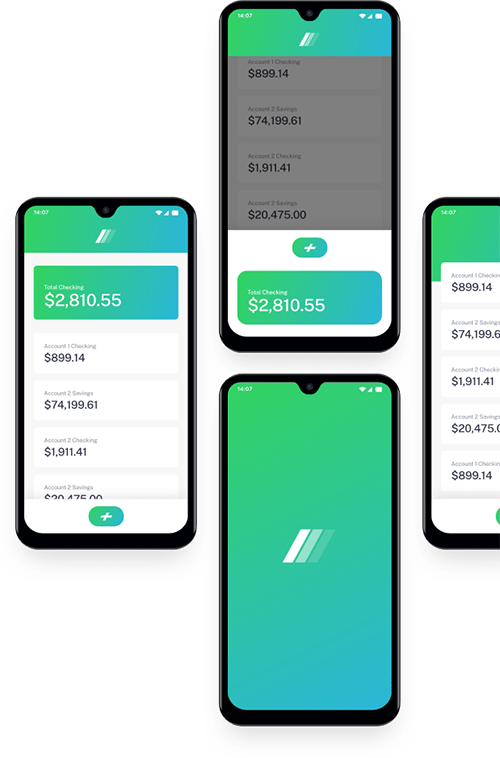 14:07
Total Checking
$2,810.55
Account 1 Checking
$899.14
Account 2 Savings
$74,199.61
Account 2 Checking
$1,911.41
Account 2 Savings
$20,475.00
14:07
Account 1 Checking
$899.14
Account 2 Savings
$74,199.61
Account 2 Checking
$1,911.41
Account 2 Savings
$20,475.00
Total Checking
$2,810.55
14:07
14:07
Account 1 Checking
$899.14
Account 2 Savings
$74,199.6
Account 2 Checkin
$1,911.41
Account 2 Savings
$20,475.0
Account 1 Checkin
$899.14